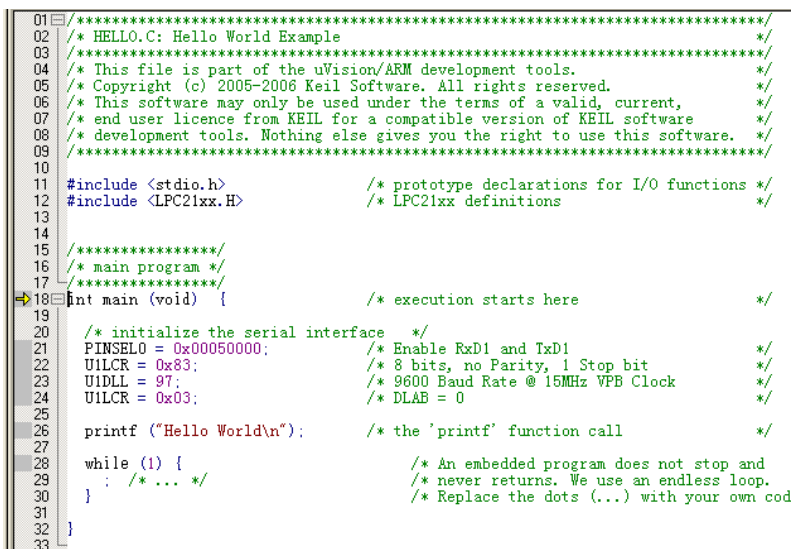 01 /*****************************************************************************/
02 /* HELLO.C: Hello World Example */
03 /*****************************************************************************/
04 /* This file is part of the uVision/ARM development tools. */
05 /* Copyright (c) 2005-2006 Keil Software. All rights reserved. */
06 /* This software may only be used under the terms of a valid, current, */
07 /* end user licence from KEIL for a compatible version of KEIL software */
08 /* development tools. Nothing else gives you the right to use this software. */
09 /*****************************************************************************/
10
11 #include <stdio.h> /* prototype declarations for I/O functions */
12 #include <LPC21xx.H> /* LPC21xx definitions */
13
14
15 /****************/
16 /* main program */
17 /****************/
18 int main (void) { /* execution starts here */
19
20 /* initialize the serial interface */
21 PINSEL0 = 0x00050000; /* Enable RxD1 and TxD1 */
22 U1LCR = 0x83; /* 8 bits, no Parity, 1 Stop bit */
23 U1DLL = 97; /* 9600 Baud Rate @ 15MHz VPB Clock */
24 U1LCR = 0x03; /* DLAB = 0 */
25
26 printf ("Hello World\n"); /* the 'printf' function call */
27
28 while (1) { /* An embedded program does not stop and
29 ; /* ... */ /* never returns. We use an endless loop.
30 } /* Replace the dots (...) with your own cod
31
32 }
33